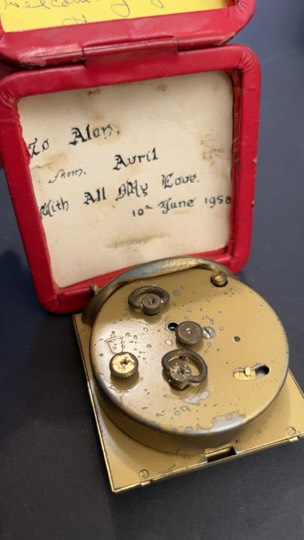 To Alan,
from. Avril
With All My Love.
10th June 1958